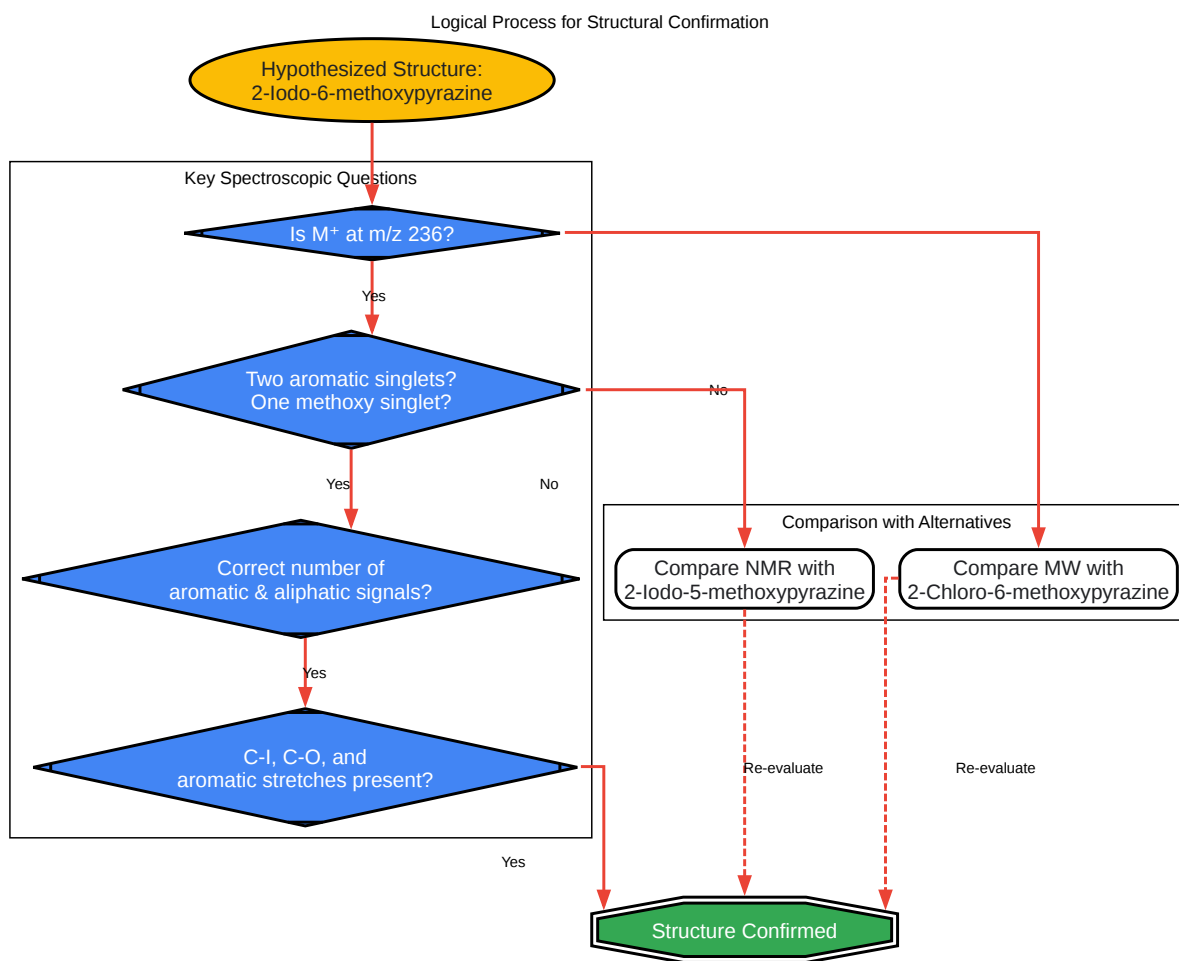 Logical Process for Structural Confirmation
Hypothesized Structure:
2-Iodo-6-methoxypyrazine
Key Spectroscopic Questions
Is M⁺ at m/z 236?
Yes
Two aromatic singlets?
One methoxy singlet?
No
Yes
No
Comparison with Alternatives
Compare NMR with
2-Iodo-5-methoxypyrazine
Compare MW with
2-Chloro-6-methoxypyrazine
Correct number of
aromatic & aliphatic signals?
Yes
C-I, C-O, and
aromatic stretches present?
Re-evaluate
Re-evaluate
Yes
Structure Confirmed